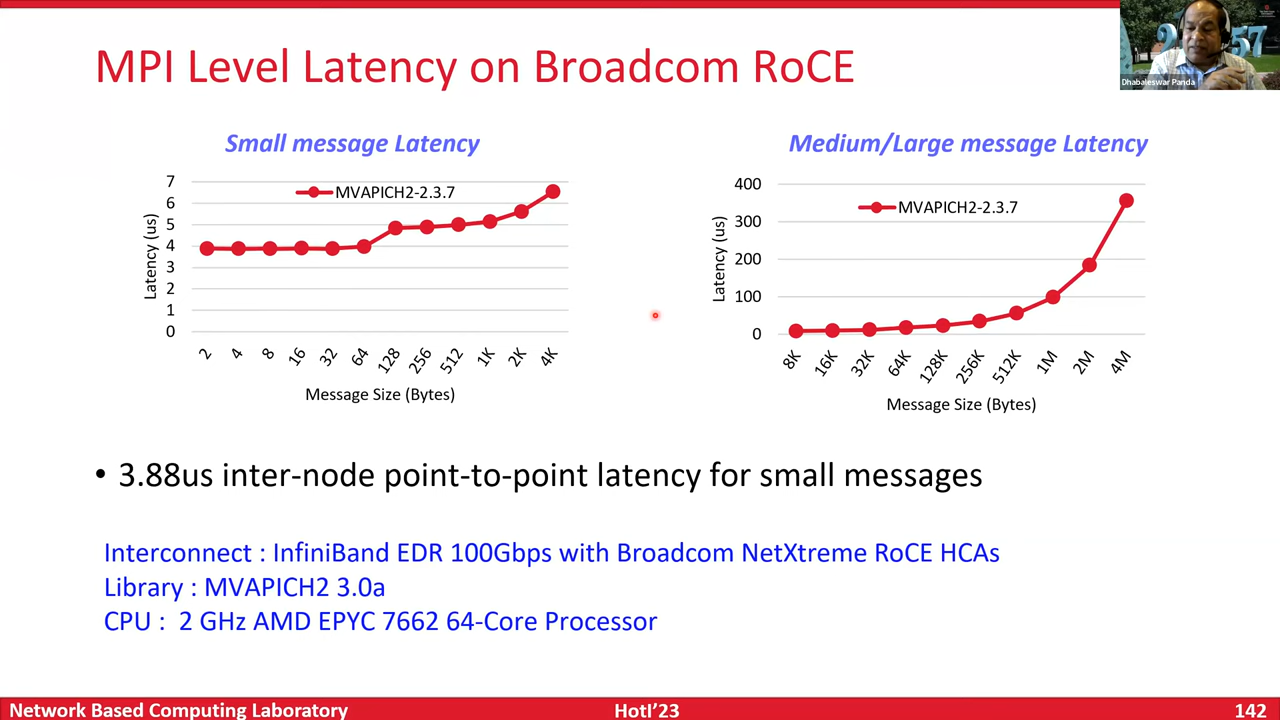 MPI Level Latency on Broadcom RoCE
Dhabaleswar Panda
Small message Latency
MVAPICH2-2.3.7
Latency (us)
7
6
5
4
3
2
1
0
2 4 8 16 32 64 128 256 512 1K 2K 4K
Message Size (Bytes)
Medium/Large message Latency
MVAPICH2-2.3.7
Latency (us)
400
300
200
100
0
8K 16K 32K 64K 128K 256K 512K 1M 2M 4M
Message Size (Bytes)
• 3.88us inter-node point-to-point latency for small messages
Interconnect : InfiniBand EDR 100Gbps with Broadcom NetXtreme RoCE HCAs
Library : MVAPICH2 3.0a
CPU : 2 GHz AMD EPYC 7662 64-Core Processor
Network Based Computing Laboratory
HotI’23
142